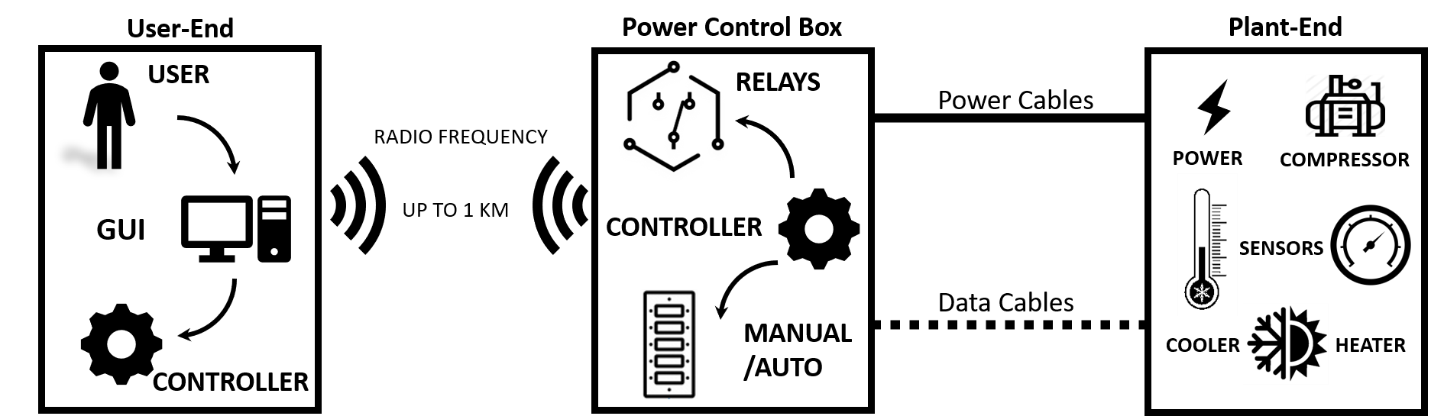 User-End
USER
GUI
CONTROLLER
RADIO FREQUENCY
UP TO 1 KM
Power Control Box
RELAYS
CONTROLLER
MANUAL
/AUTO
Power Cables
Data Cables
Plant-End
POWER
COMPRESSOR
SENSORS
COOLER
HEATER